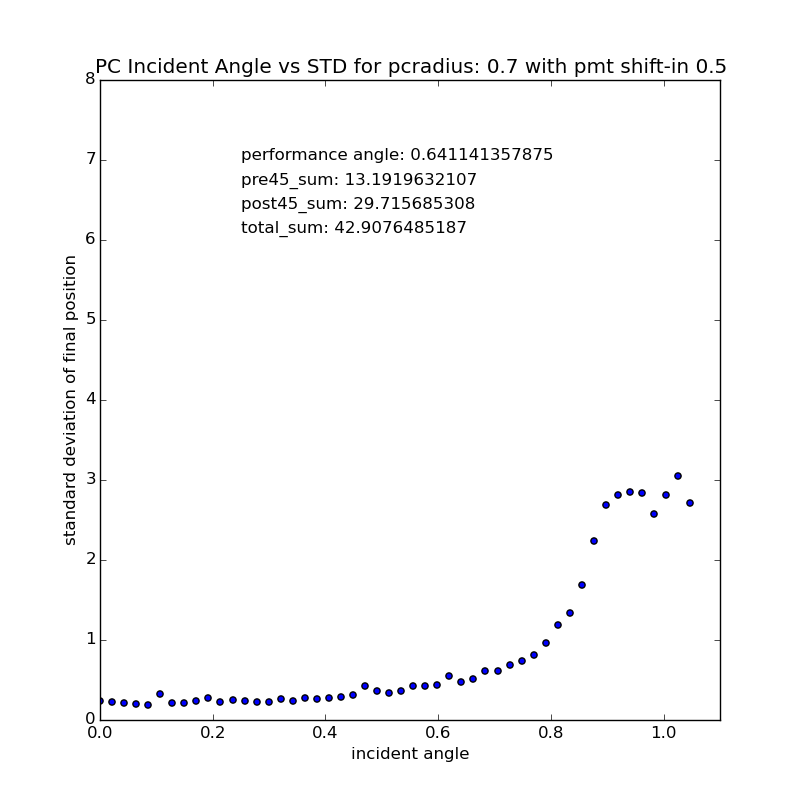 PC Incident Angle vs STD for pcradius: 0.7 with pmt shift-in 0.5
8
7
6
5
4
3
2
1
0
standard deviation of final position
performance angle: 0.641141357875
pre45_sum: 13.1919632107
post45_sum: 29.715685308
total_sum: 42.9076485187
0.0 0.2 0.4 0.6 0.8 1.0
incident angle